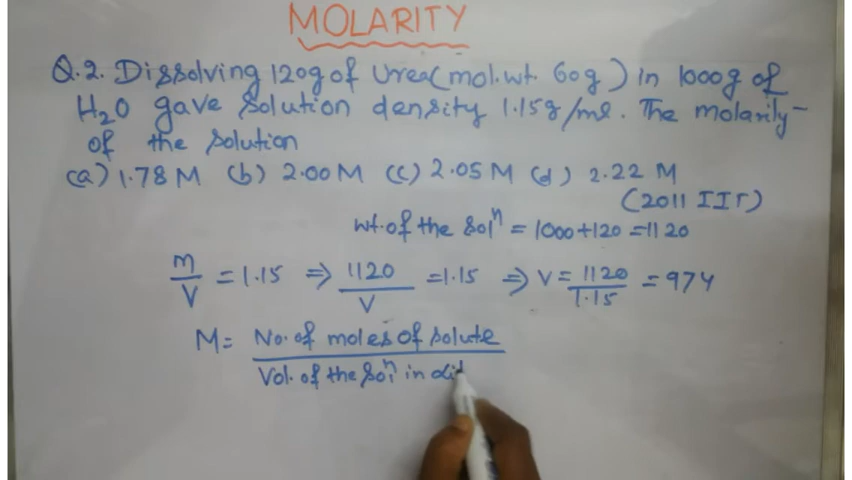 MOLARITY
Q.2. Dissolving 120g of Urea (mol.wt. 60g) in 1000g of
H₂O gave solution density 1.15g/ml. The molarity
of the solution
(a) 1.78 M (b) 2.00 M (c) 2.05 M (d) 2.22 M
(2011 IIT)
wt. of the solⁿ = 1000 + 120 = 1120
m/V = 1.15 ⇒ 1120/V = 1.15 ⇒ V = 1120/1.15 = 974
M = No. of moles of solute
Vol. of the solⁿ in Lit